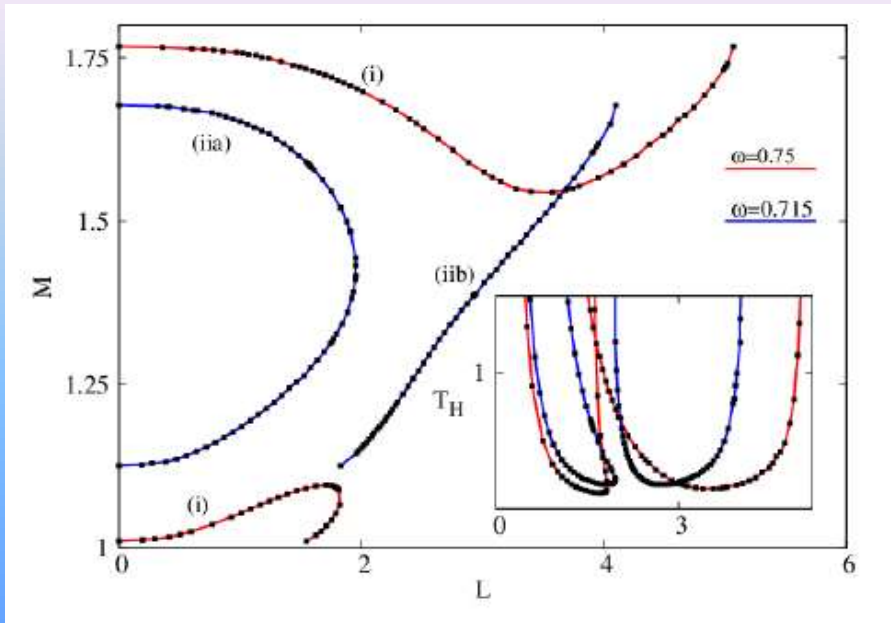 1.75
(i)
(iia)
ω=0.75
1.5
ω=0.715
M
(iib)
1
1.25
T_H
(i)
0
3
1
0
2
4
6
L